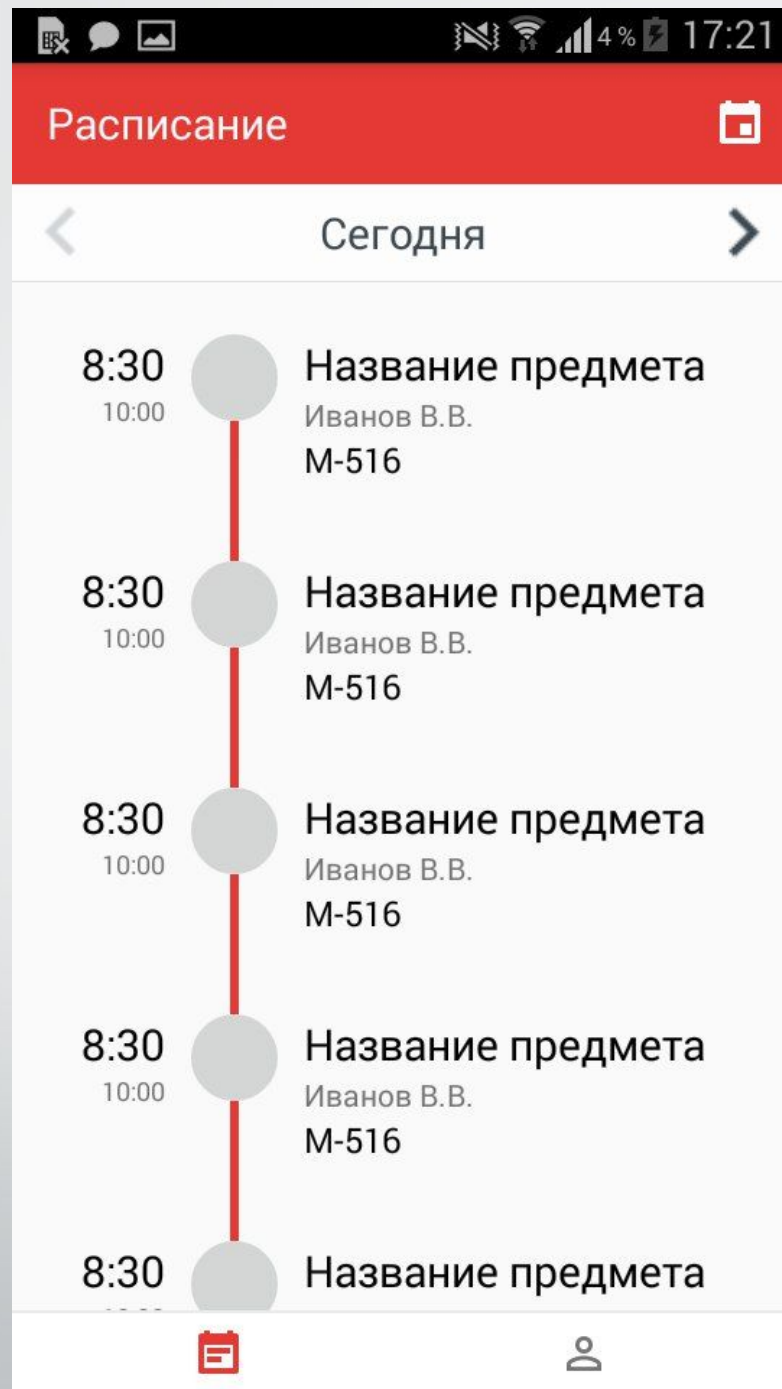 4 % 17:21
Расписание
Сегодня
8:30 Название предмета
10:00 Иванов В.В.
М-516
8:30 Название предмета
10:00 Иванов В.В.
М-516
8:30 Название предмета
10:00 Иванов В.В.
М-516
8:30 Название предмета
10:00 Иванов В.В.
М-516
8:30 Название предмета